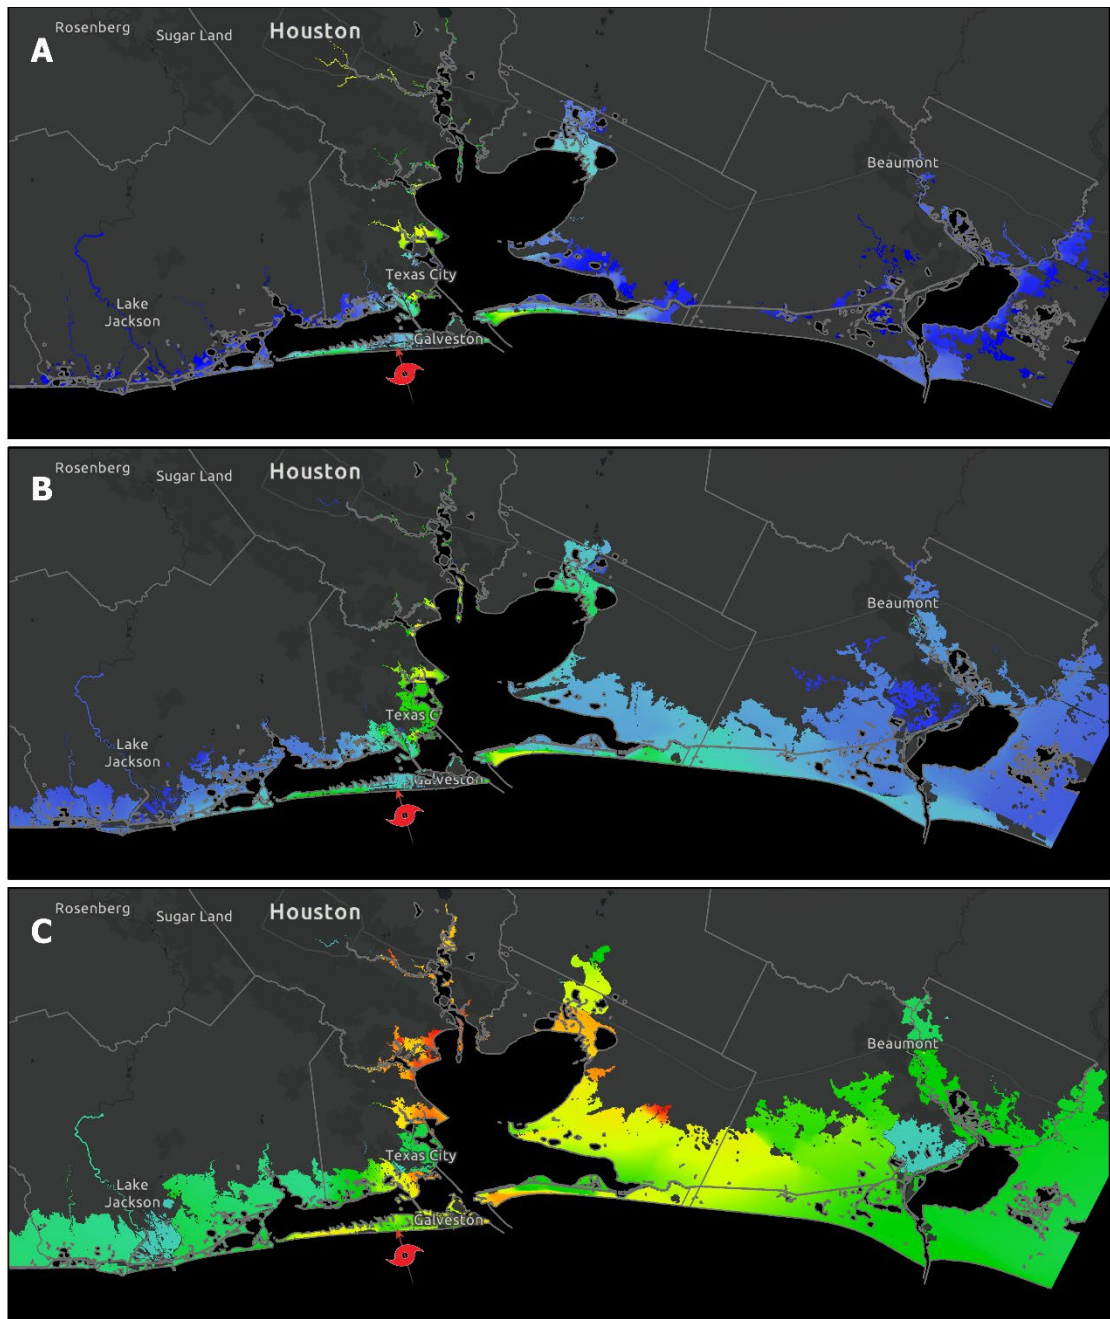 A
Rosenberg
Sugar Land
Houston
Beaumont
Texas City
Lake
Jackson
Galveston
B
Rosenberg
Sugar Land
Houston
Beaumont
Texas C
Lake
Jackson
Galveston
C
Rosenberg
Sugar Land
Houston
Beaumont
Texas City
Lake
Jackson
Galveston